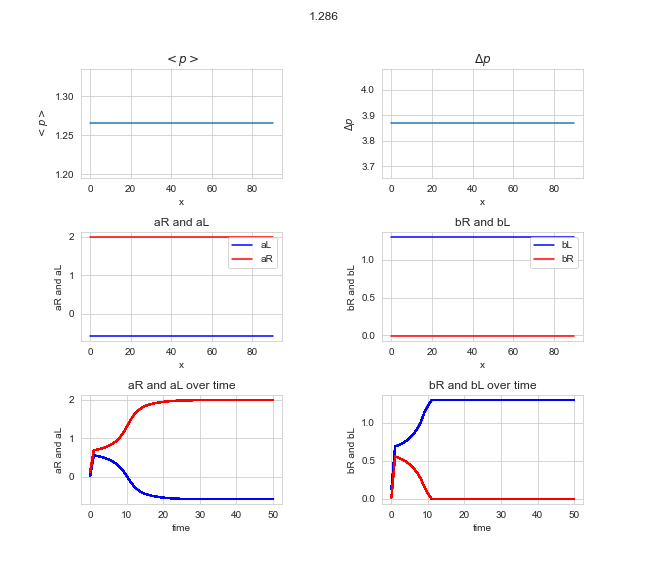 1.286
< p >
Δp
1.30
1.25
1.20
< p >
0 20 40 60 80
x
4.0
3.9
3.8
3.7
Δp
0 20 40 60 80
x
aR and aL
bR and bL
2
1
0
aR and aL
aL
aR
0 20 40 60 80
x
1.0
0.5
0.0
bR and bL
bL
bR
0 20 40 60 80
x
aR and aL over time
bR and bL over time
2
1
0
aR and aL
0 10 20 30 40 50
time
1.0
0.5
0.0
bR and bL
0 10 20 30 40 50
time